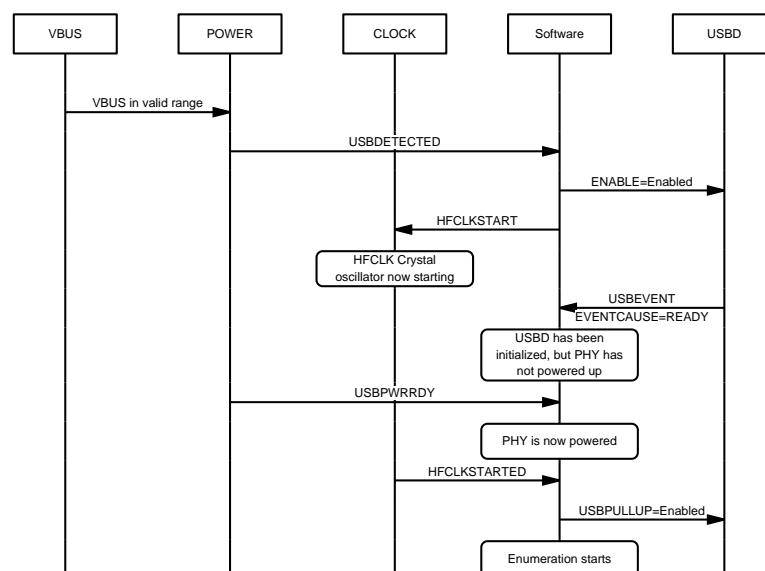 VBUS
POWER
CLOCK
Software
USBD
VBUS in valid range
USBDETECTED
ENABLE=Enabled
HFCLKSTART
HFCLK Crystal
oscillator now starting
USBEVENT
EVENTCAUSE=READY
USBD has been
initialized, but PHY has
not powered up
USBPWRRDY
PHY is now powered
HFCLKSTARTED
USBPULLUP=Enabled
Enumeration starts